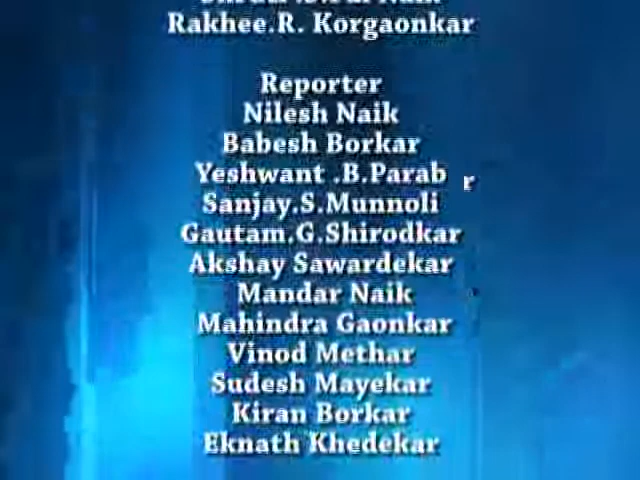 Rakhee.R. Korgaonkar
Reporter
Nilesh Naik
Babesh Borkar
Yeshwant .B.Parab
r
Sanjay.S.Munnoli
Gautam.G.Shirodkar
Akshay Sawardekar
Mandar Naik
Mahindra Gaonkar
Vinod Methar
Sudesh Mayekar
Kiran Borkar
Eknath Khedekar